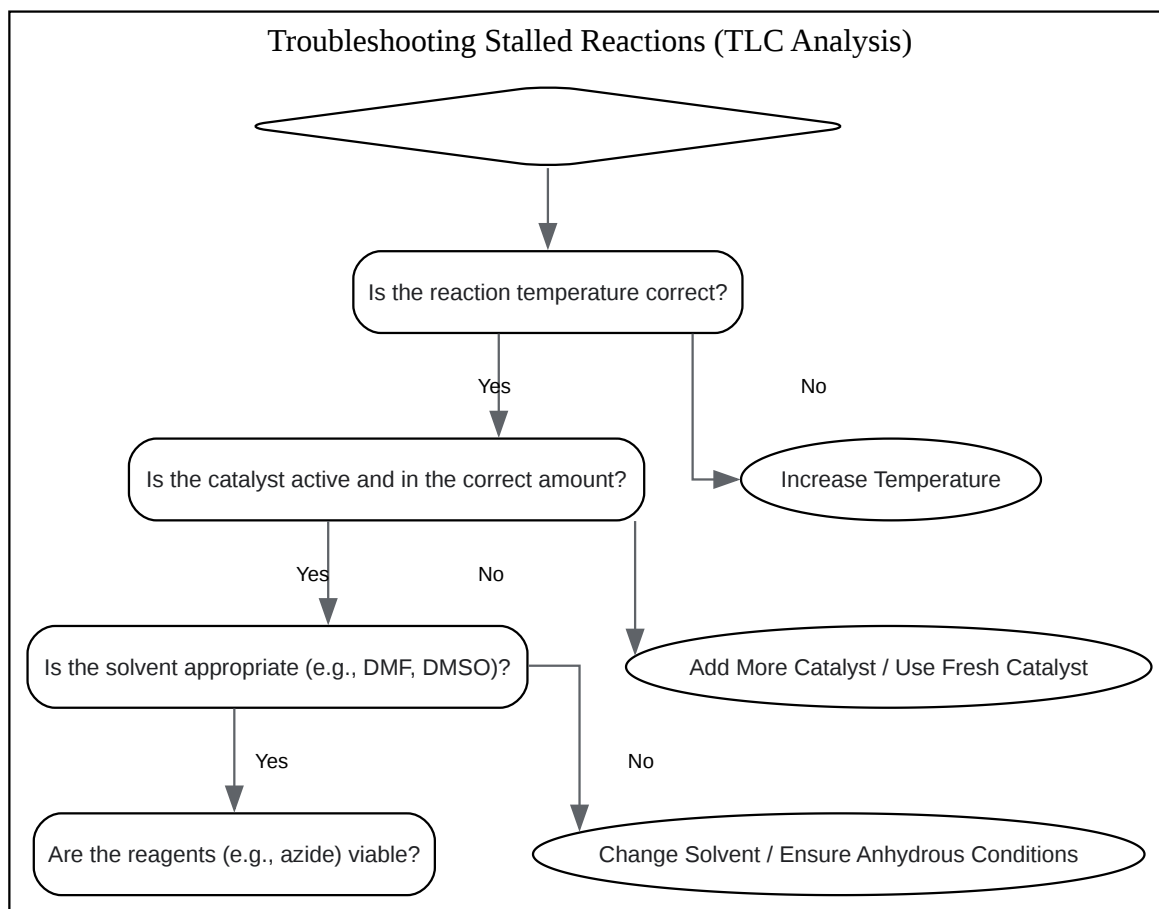 Troubleshooting Stalled Reactions (TLC Analysis)
Is the reaction temperature correct?
Yes
No
Is the catalyst active and in the correct amount?
Increase Temperature
Yes
No
Is the solvent appropriate (e.g., DMF, DMSO)?
Add More Catalyst / Use Fresh Catalyst
Yes
No
Are the reagents (e.g., azide) viable?
Change Solvent / Ensure Anhydrous Conditions